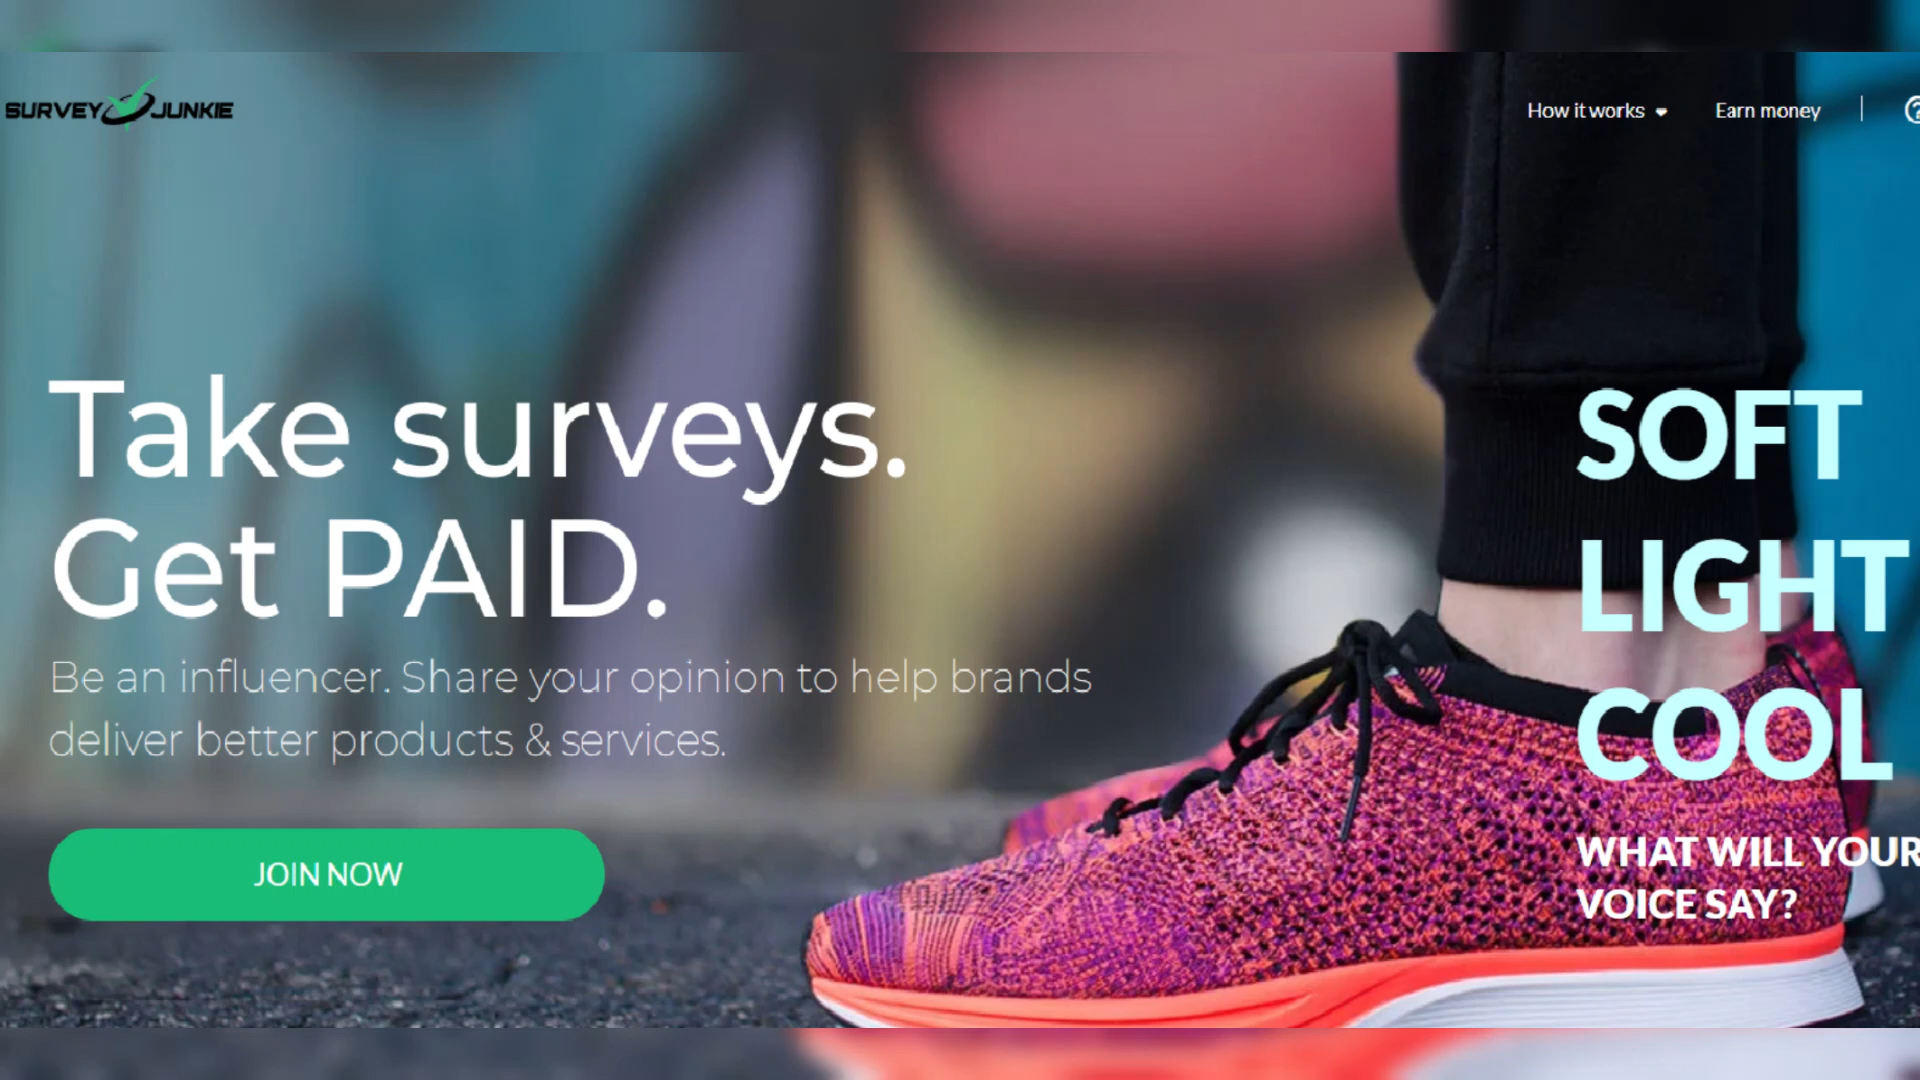 SURVEY JUNKIE
How it works
Earn money
Take surveys.
Get PAID.
Be an influencer. Share your opinion to help brands
deliver better products & services.
JOIN NOW
SOFT
LIGHT
COOL
WHAT WILL YOUR
VOICE SAY?